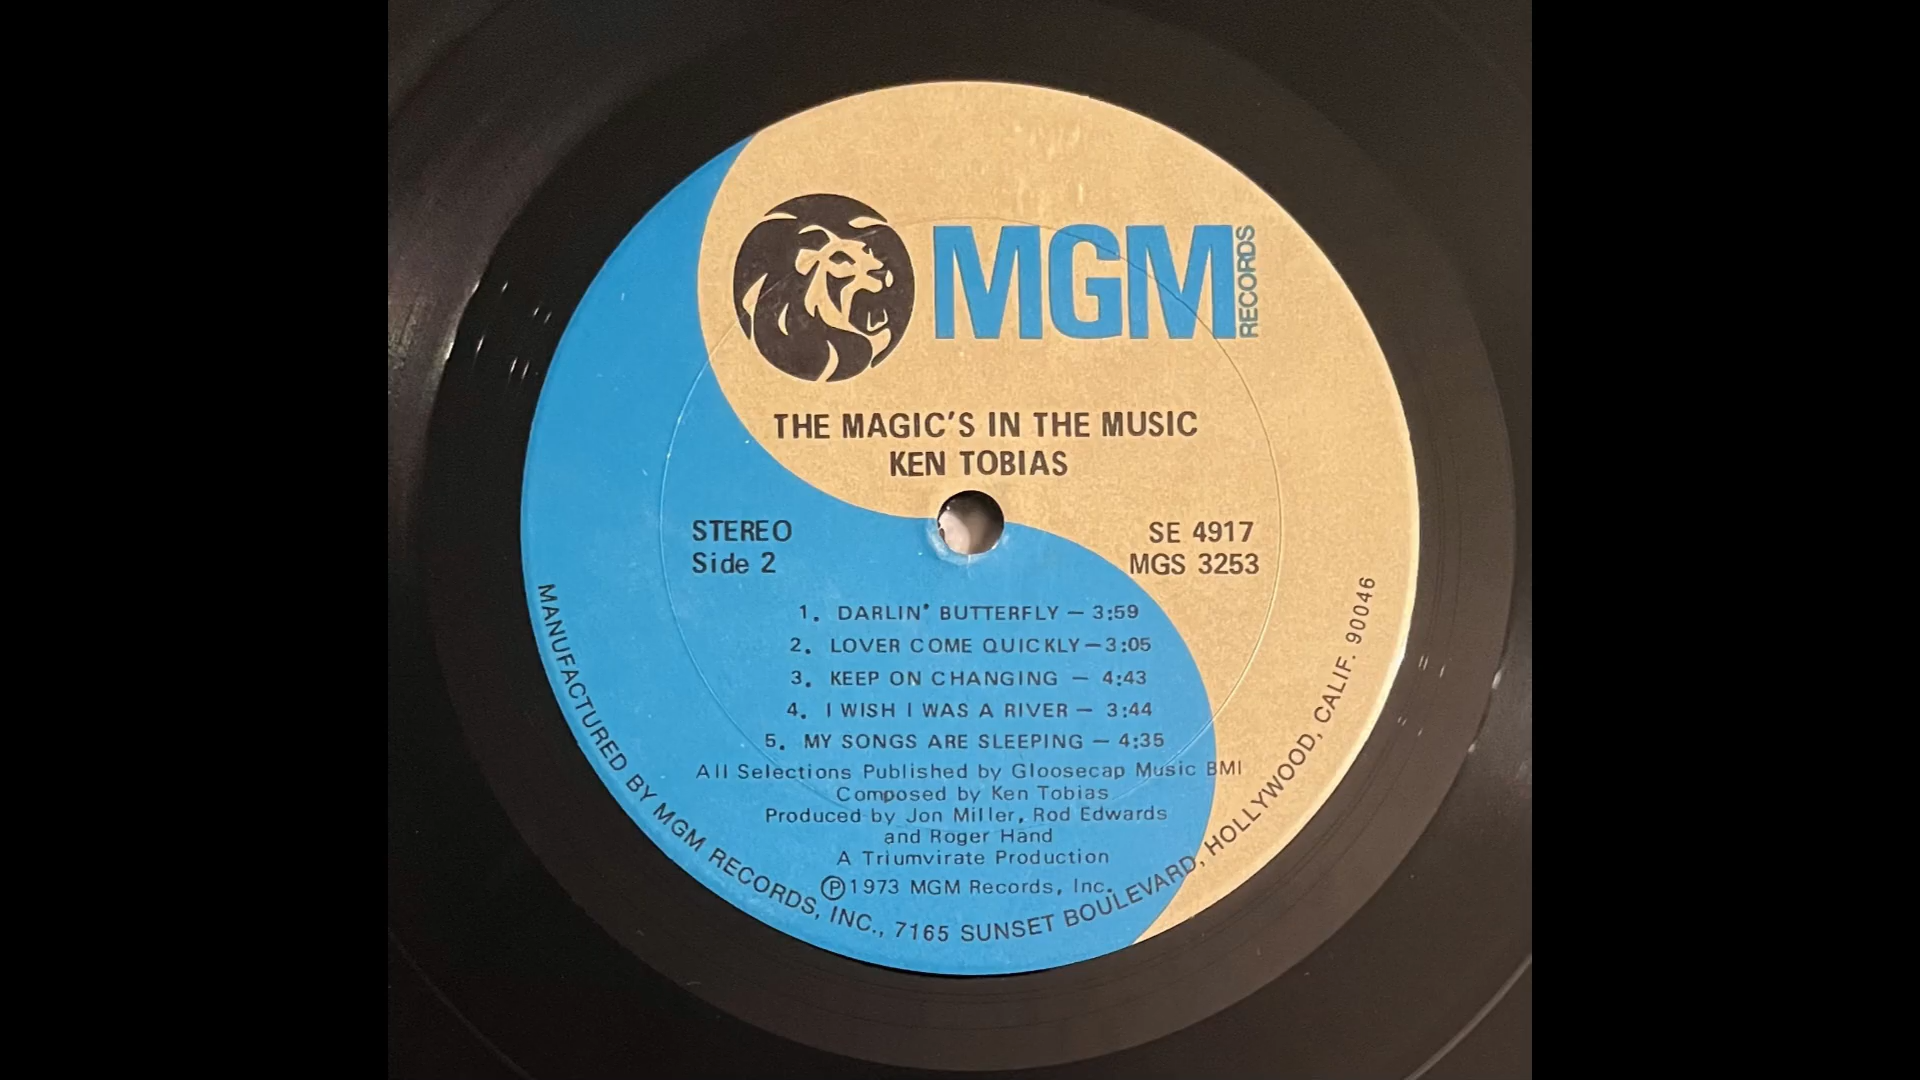 MGM RECORDS
THE MAGIC'S IN THE MUSIC
KEN TOBIAS
STEREO
Side 2
SE 4917
MGS 3253
1. DARLIN' BUTTERFLY — 3:59
2. LOVER COME QUICKLY — 3:05
3. KEEP ON CHANGING — 4:43
4. I WISH I WAS A RIVER — 3:44
5. MY SONGS ARE SLEEPING — 4:35
All Selections Published by Gloosecap Music BMI
Composed by Ken Tobias
Produced by Jon Miller, Rod Edwards
and Roger Hand
A Triumvirate Production
Ⓟ1973 MGM Records, Inc.
MANUFACTURED BY MGM RECORDS, INC., 7165 SUNSET BOULEVARD, HOLLYWOOD, CALIF. 90046